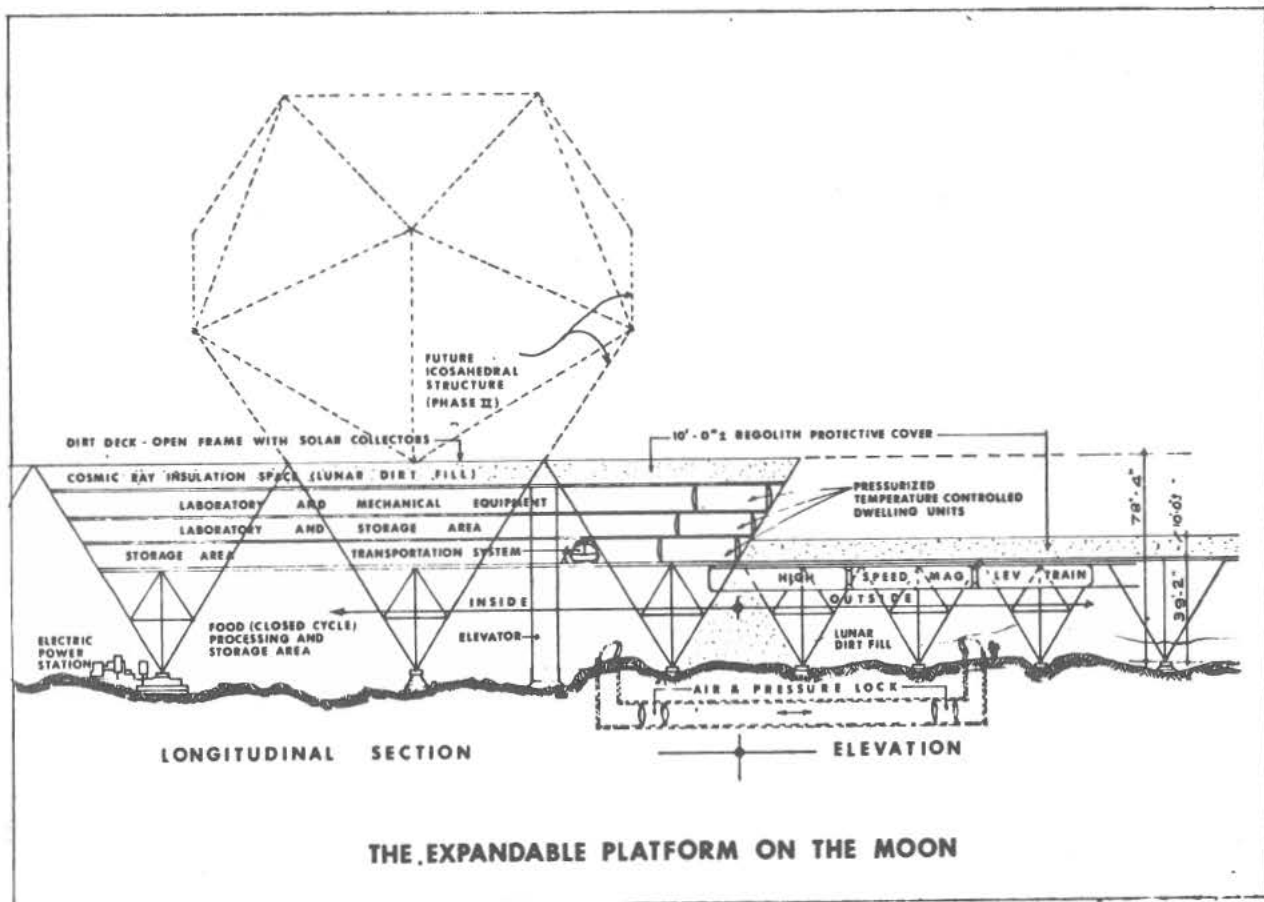 FUTURE
ICOSAHEDRAL
STRUCTURE
(PHASE II)
DIRT DECK - OPEN FRAME WITH SOLAR COLLECTORS
10'-0"± REGOLITH PROTECTIVE COVER
COSMIC RAY INSULATION SPACE (LUNAR DIRT FILL)
LABORATORY AND MECHANICAL EQUIPMENT
PRESSURIZED
TEMPERATURE CONTROLLED
DWELLING UNITS
LABORATORY AND STORAGE AREA
STORAGE AREA
TRANSPORTATION SYSTEM
78'-4"
39'-2"
HIGH SPEED MAG LEV TRAIN
INSIDE
OUTSIDE
ELECTRIC
POWER
STATION
FOOD (CLOSED CYCLE)
PROCESSING AND
STORAGE AREA
ELEVATOR
LUNAR
DIRT FILL
AIR & PRESSURE LOCK
LONGITUDINAL SECTION
ELEVATION
THE EXPANDABLE PLATFORM ON THE MOON